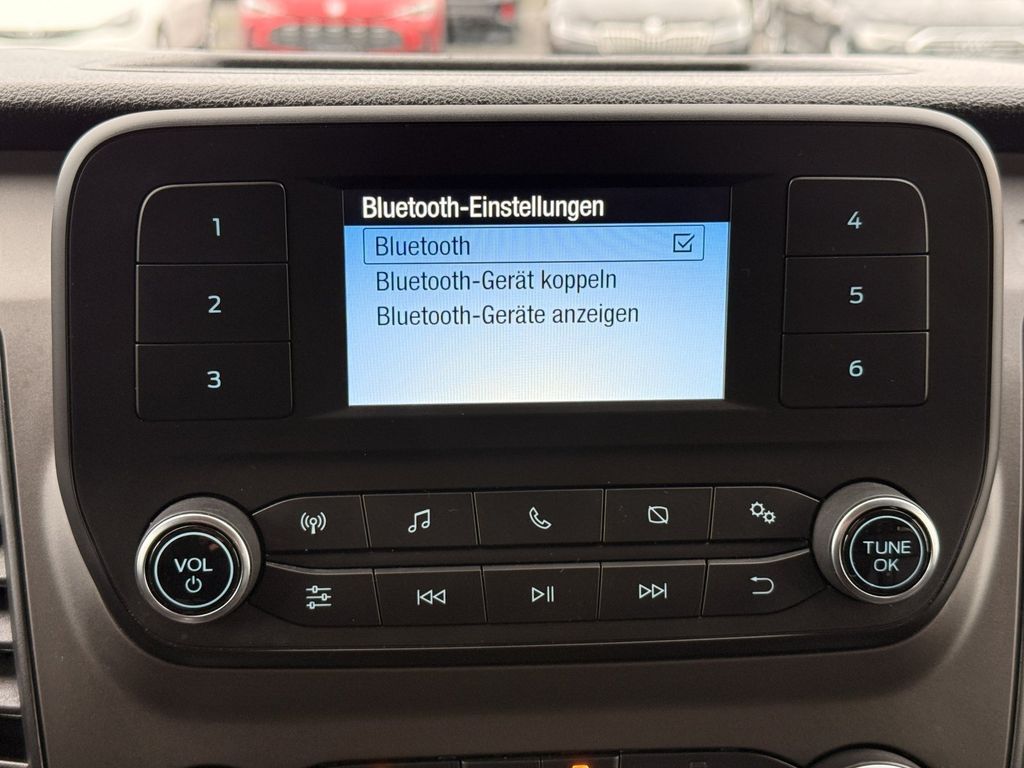 Bluetooth-Einstellungen
Bluetooth
Bluetooth-Gerät koppeln
Bluetooth-Geräte anzeigen
1
2
3
4
5
6
VOL
TUNE
OK